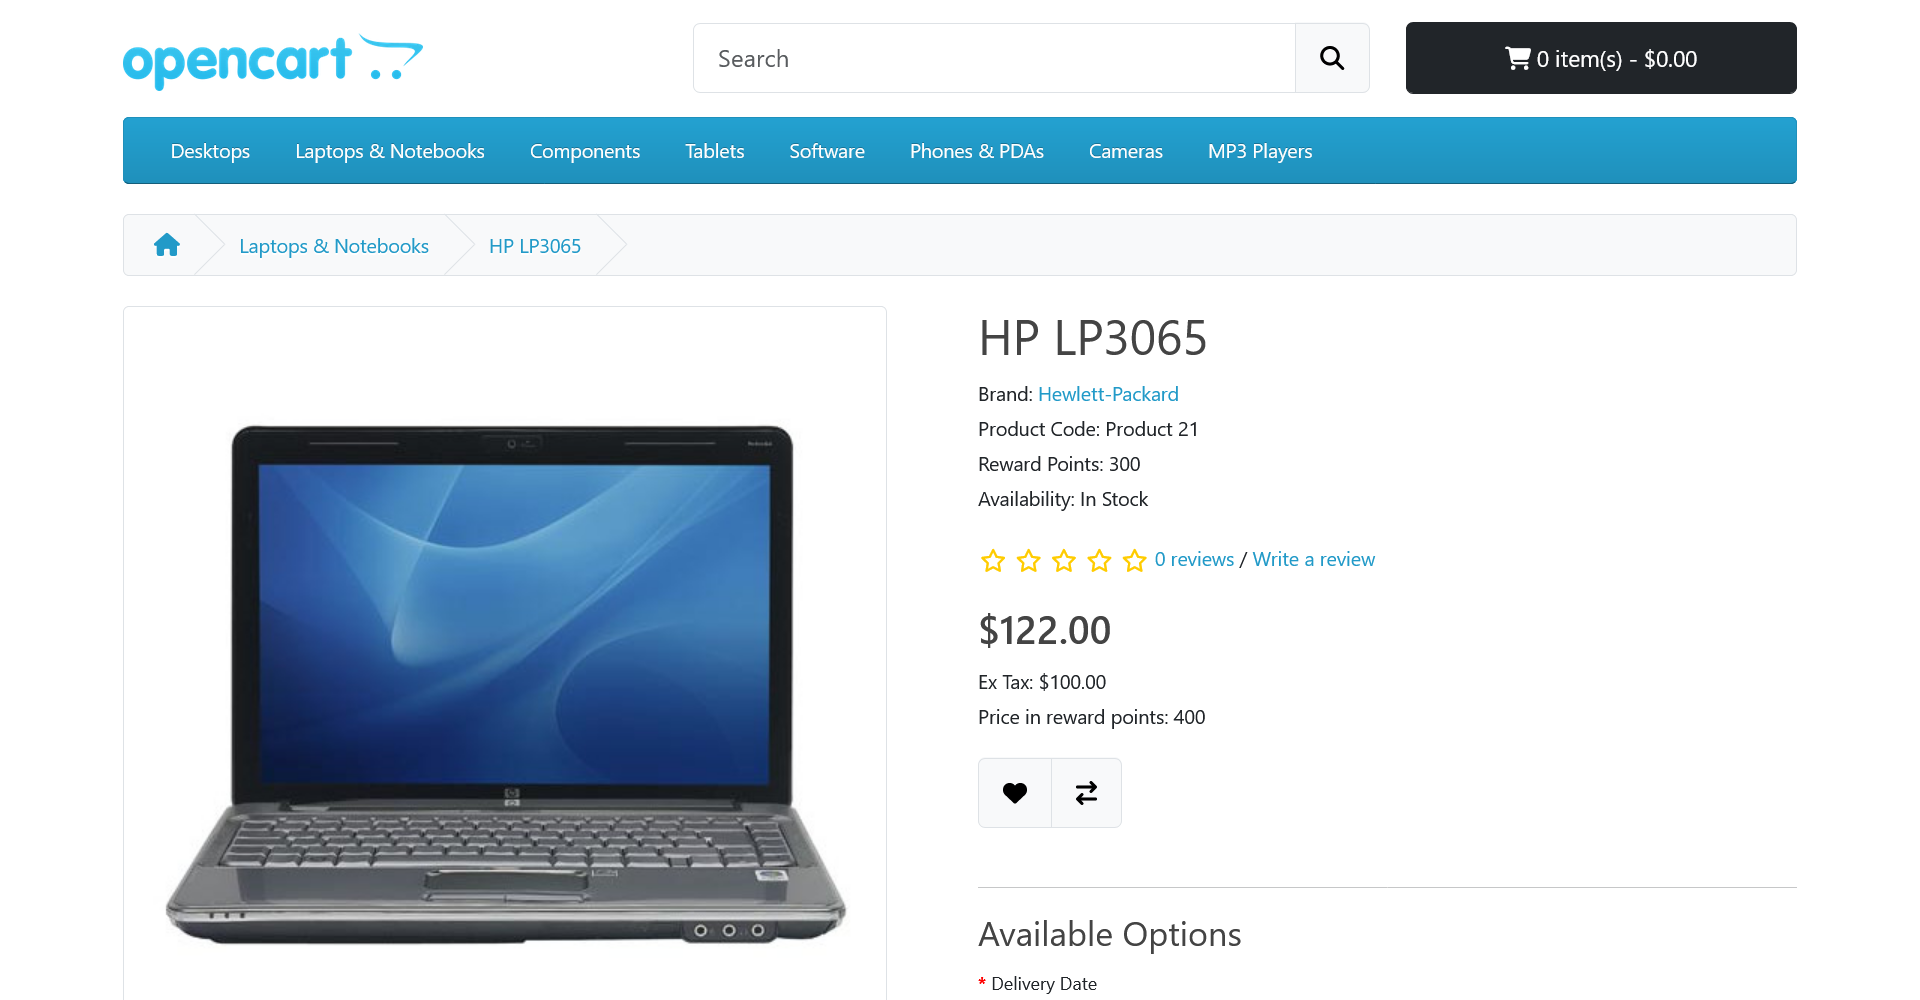 opencart
Search
0 item(s) - $0.00
Desktops
Laptops & Notebooks
Components
Tablets
Software
Phones & PDAs
Cameras
MP3 Players
Laptops & Notebooks
HP LP3065
HP LP3065
Brand: Hewlett-Packard
Product Code: Product 21
Reward Points: 300
Availability: In Stock
0 reviews / Write a review
$122.00
Ex Tax: $100.00
Price in reward points: 400
Available Options
* Delivery Date